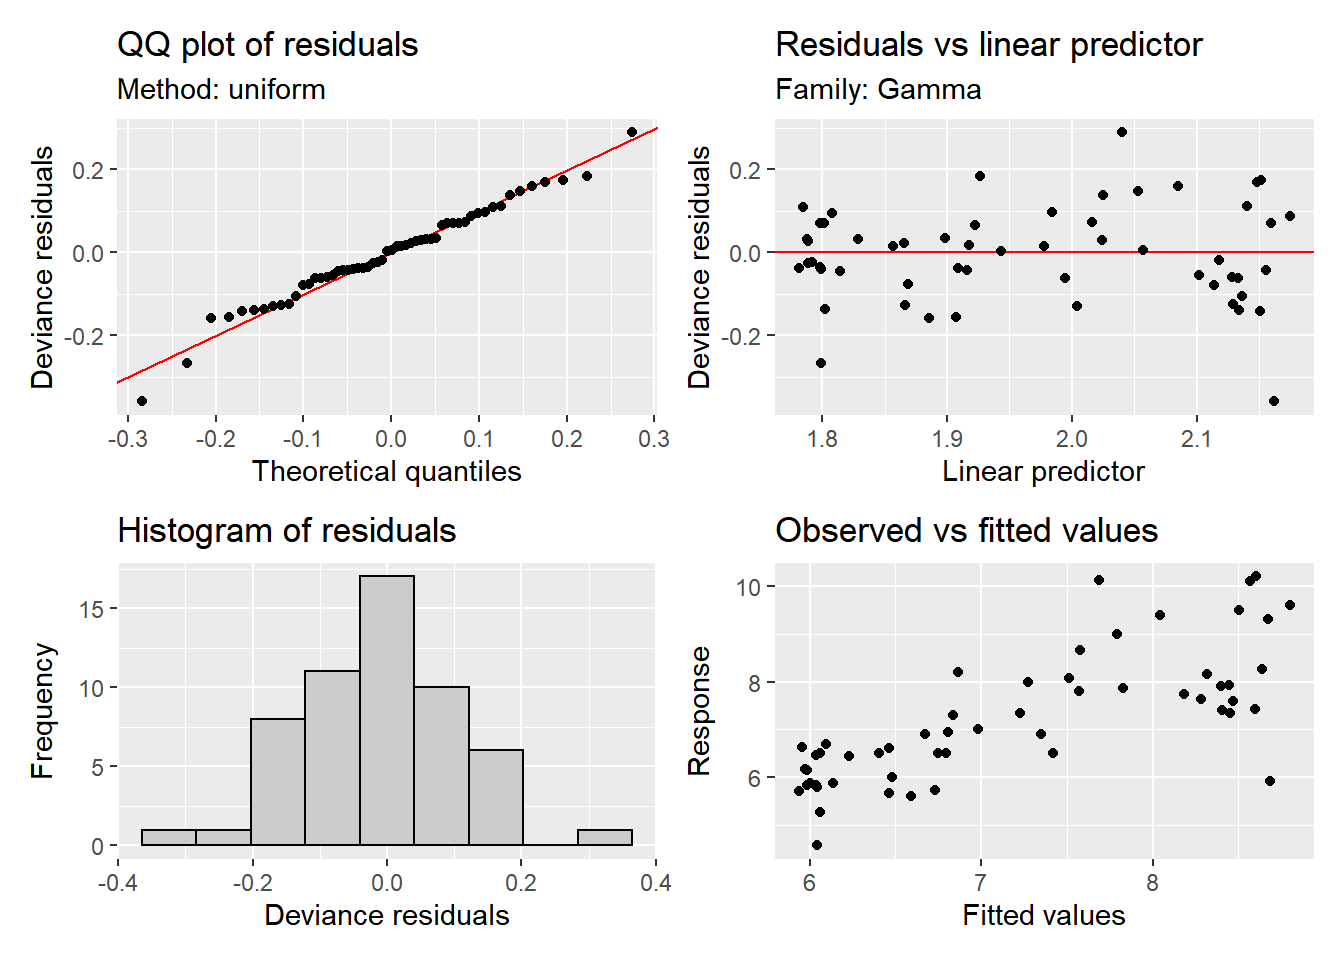 QQ plot of residuals
Method: uniform
Deviance residuals
0.2
0.0
-0.2
-0.3 -0.2 -0.1 0.0 0.1 0.2 0.3
Theoretical quantiles
Residuals vs linear predictor
Family: Gamma
Deviance residuals
0.2
0.0
-0.2
1.8 1.9 2.0 2.1
Linear predictor
Histogram of residuals
Frequency
15
10
5
0
-0.4 -0.2 0.0 0.2 0.4
Deviance residuals
Observed vs fitted values
Response
10
8
6
6 7 8
Fitted values